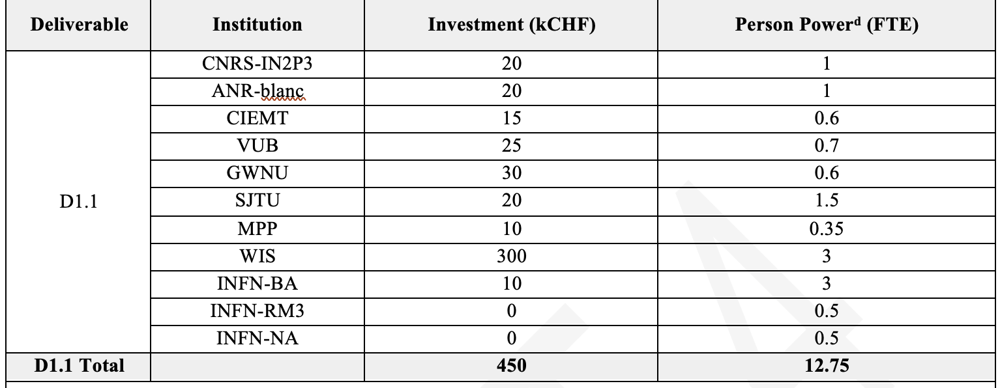 Deliverable Institution Investment (kCHF) Person Powerᵈ (FTE)
CNRS-IN2P3 20 1
ANR-blanc 20 1
CIEMT 15 0.6
VUB 25 0.7
GWNU 30 0.6
D1.1 SJTU 20 1.5
MPP 10 0.35
WIS 300 3
INFN-BA 10 3
INFN-RM3 0 0.5
INFN-NA 0 0.5
D1.1 Total 450 12.75